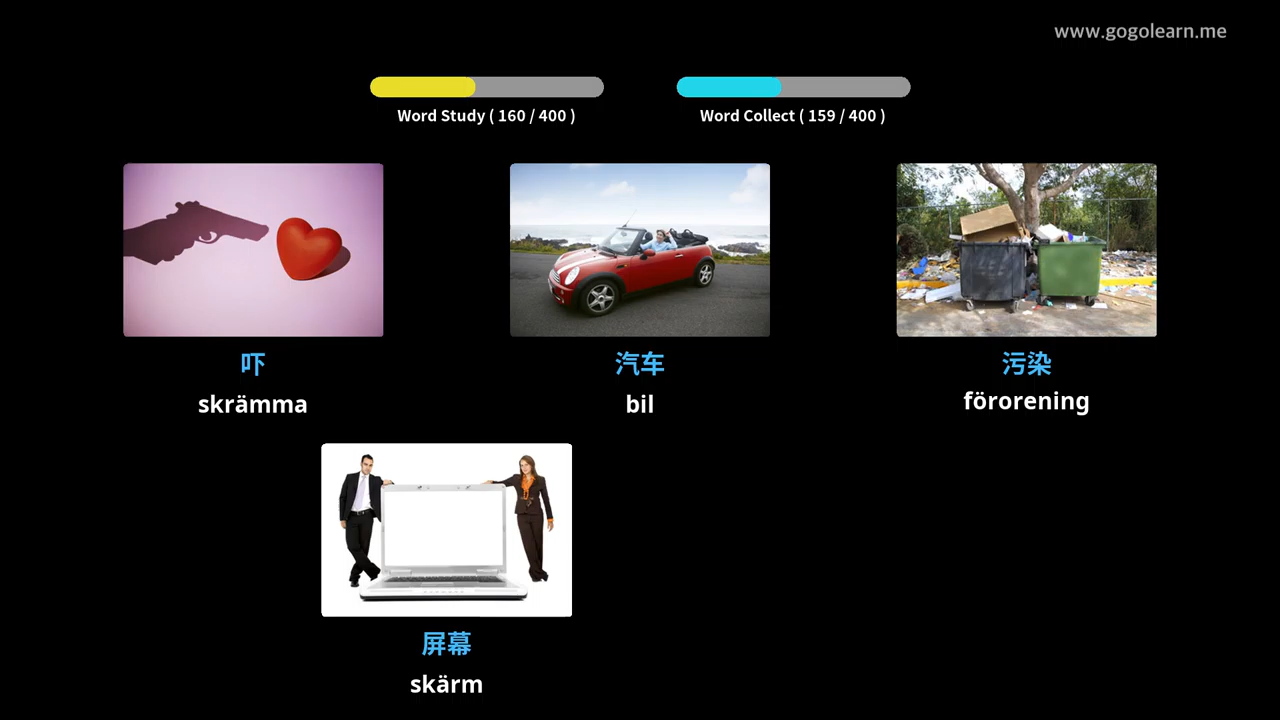 www.gogolearn.me
Word Study ( 160 / 400 )
Word Collect ( 159 / 400 )
吓
skrämma
汽车
bil
污染
förorening
屏幕
skärm